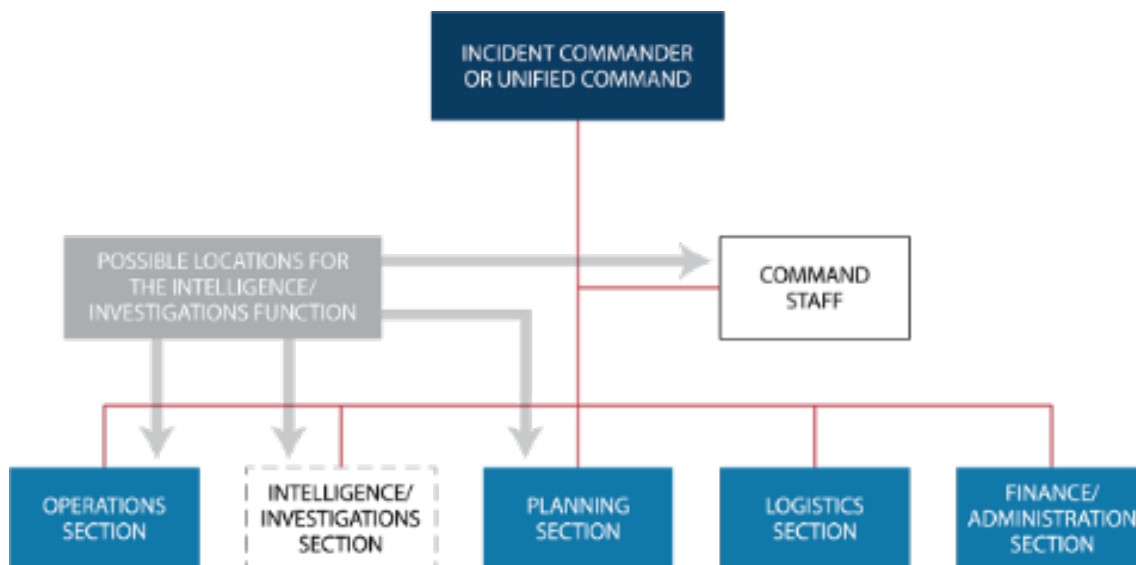 INCIDENT COMMANDER
OR UNIFIED COMMAND
POSSIBLE LOCATIONS FOR
THE INTELLIGENCE/
INVESTIGATIONS FUNCTION
COMMAND
STAFF
OPERATIONS
SECTION
INTELLIGENCE/
INVESTIGATIONS
SECTION
PLANNING
SECTION
LOGISTICS
SECTION
FINANCE/
ADMINISTRATION
SECTION